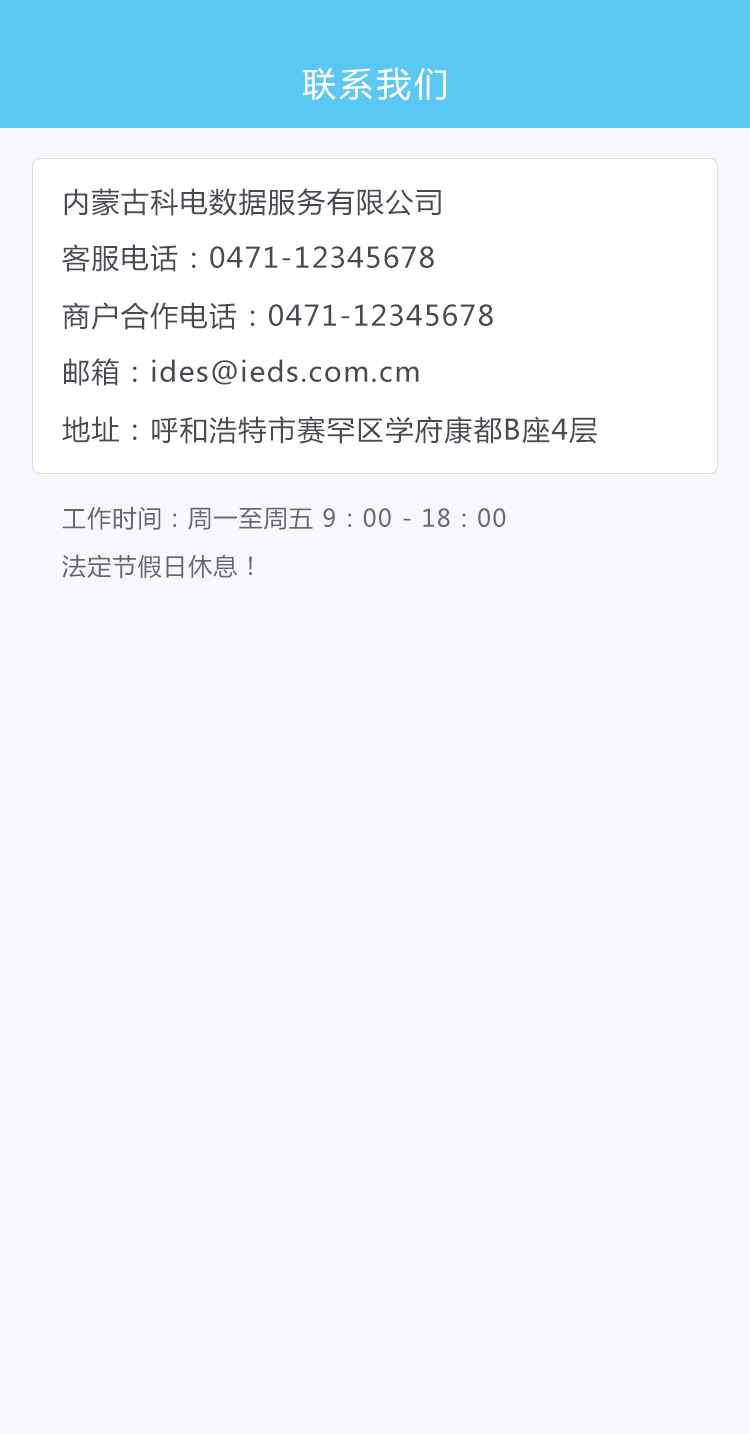 联系我们
内蒙古科电数据服务有限公司
客服电话：0471-12345678
商户合作电话：0471-12345678
邮箱：ides@ieds.com.cm
地址：呼和浩特市赛罕区学府康都B座4层
工作时间：周一至周五 9：00 - 18：00
法定节假日休息！